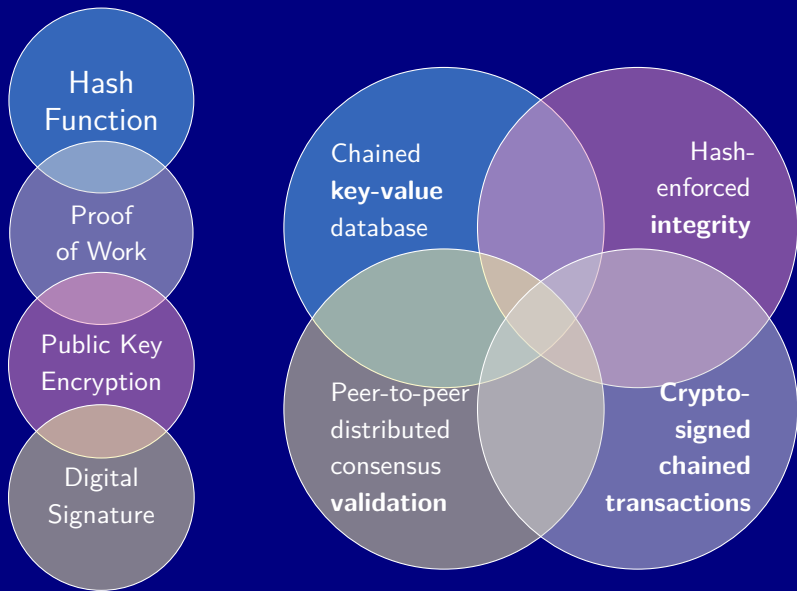 Hash
Function
Proof
of Work
Public Key
Encryption
Digital
Signature
Chained
key-value
database
Hash-
enforced
integrity
Peer-to-peer
distributed
consensus
validation
Crypto-
signed
chained
transactions